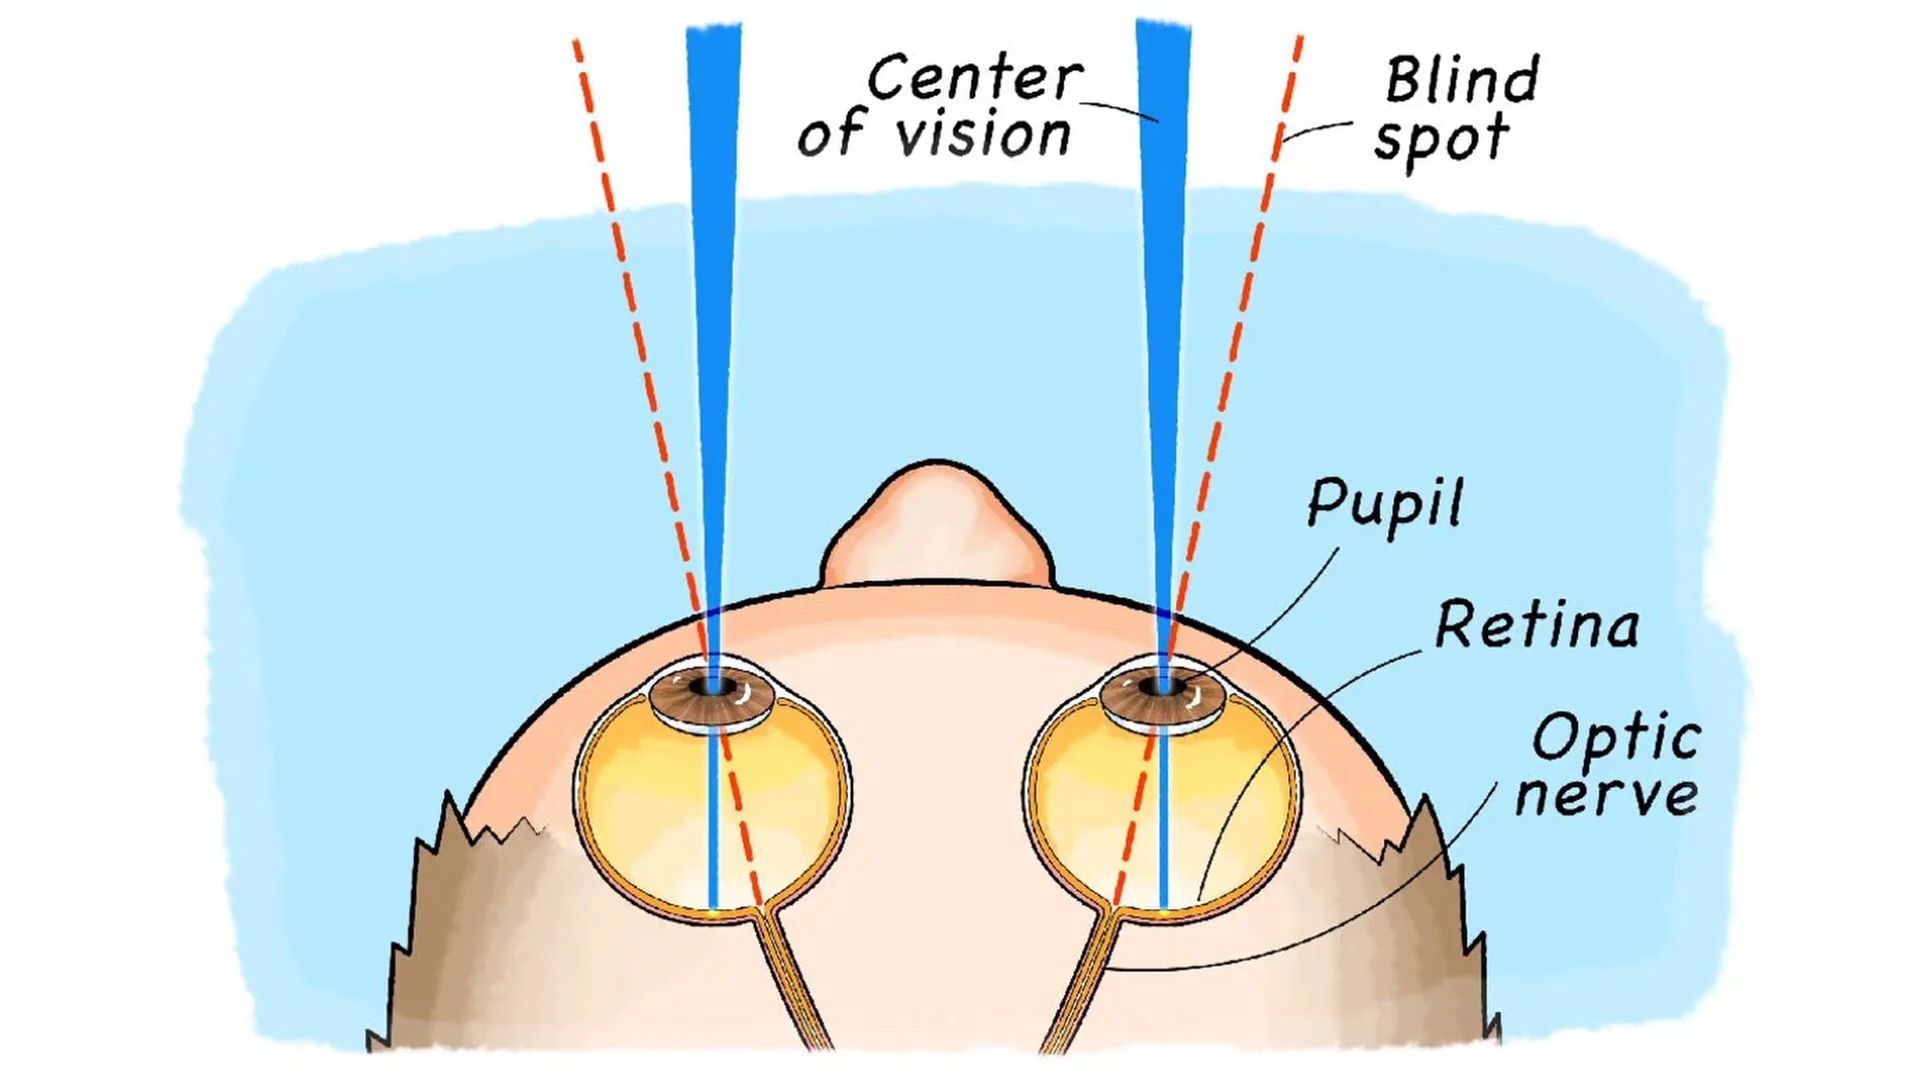 Center
of vision
Blind
spot
Pupil
Retina
Optic
nerve